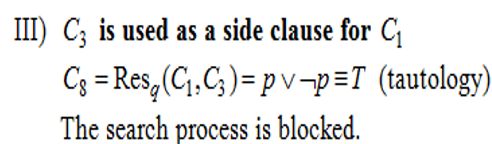 III) C₃ is used as a side clause for C₁
C₈ = Res_q(C₁,C₃) = p∨¬p≡T (tautology)
The search process is blocked.